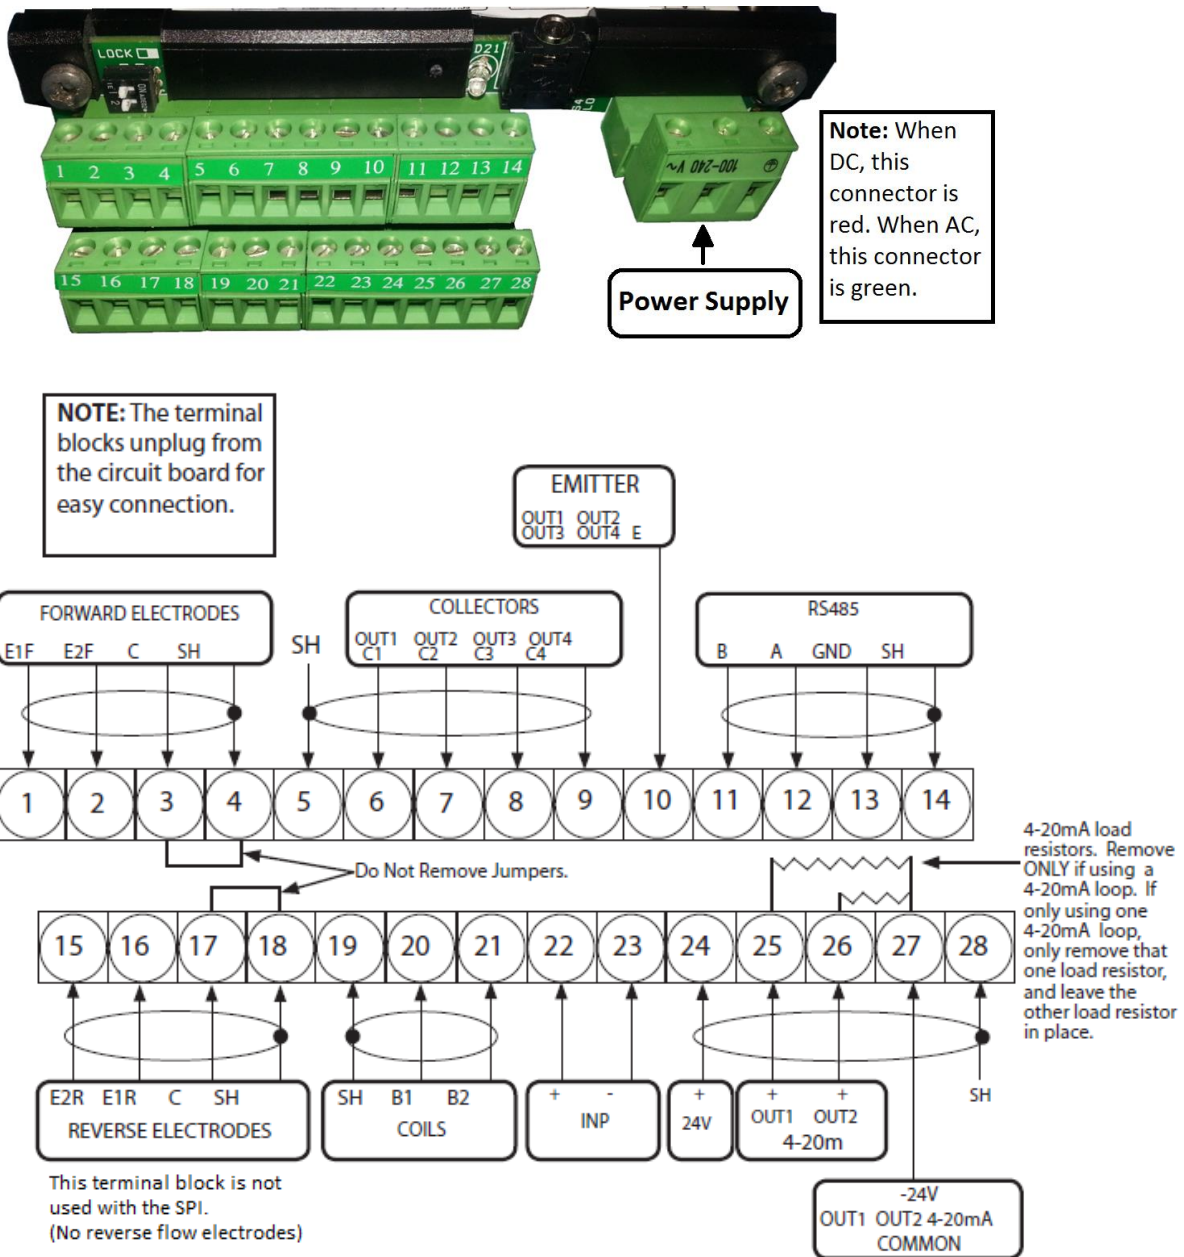 LOCK
D21
ON
1 2
1 2 3 4 5 6 7 8 9 10 11 12 13 14
100-240 V~
15 16 17 18 19 20 21 22 23 24 25 26 27 28
Power Supply
Note: When
DC, this
connector is
red. When AC,
this connector
is green.
NOTE: The terminal
blocks unplug from
the circuit board for
easy connection.
EMITTER
OUT1 OUT2
OUT3 OUT4 E
FORWARD ELECTRODES
E1F E2F C SH
SH
COLLECTORS
OUT1 OUT2 OUT3 OUT4
C1 C2 C3 C4
RS485
B A GND SH
1 2 3 4 5 6 7 8 9 10 11 12 13 14
Do Not Remove Jumpers.
4-20mA load
resistors. Remove
ONLY if using a
4-20mA loop. If
only using one
4-20mA loop,
only remove that
one load resistor,
and leave the
other load resistor
in place.
15 16 17 18 19 20 21 22 23 24 25 26 27 28
E2R E1R C SH
REVERSE ELECTRODES
SH B1 B2
COILS
+ -
INP
+
24V
+ +
OUT1 OUT2
4-20m
SH
-24V
OUT1 OUT2 4-20mA
COMMON
This terminal block is not
used with the SPI.
(No reverse flow electrodes)